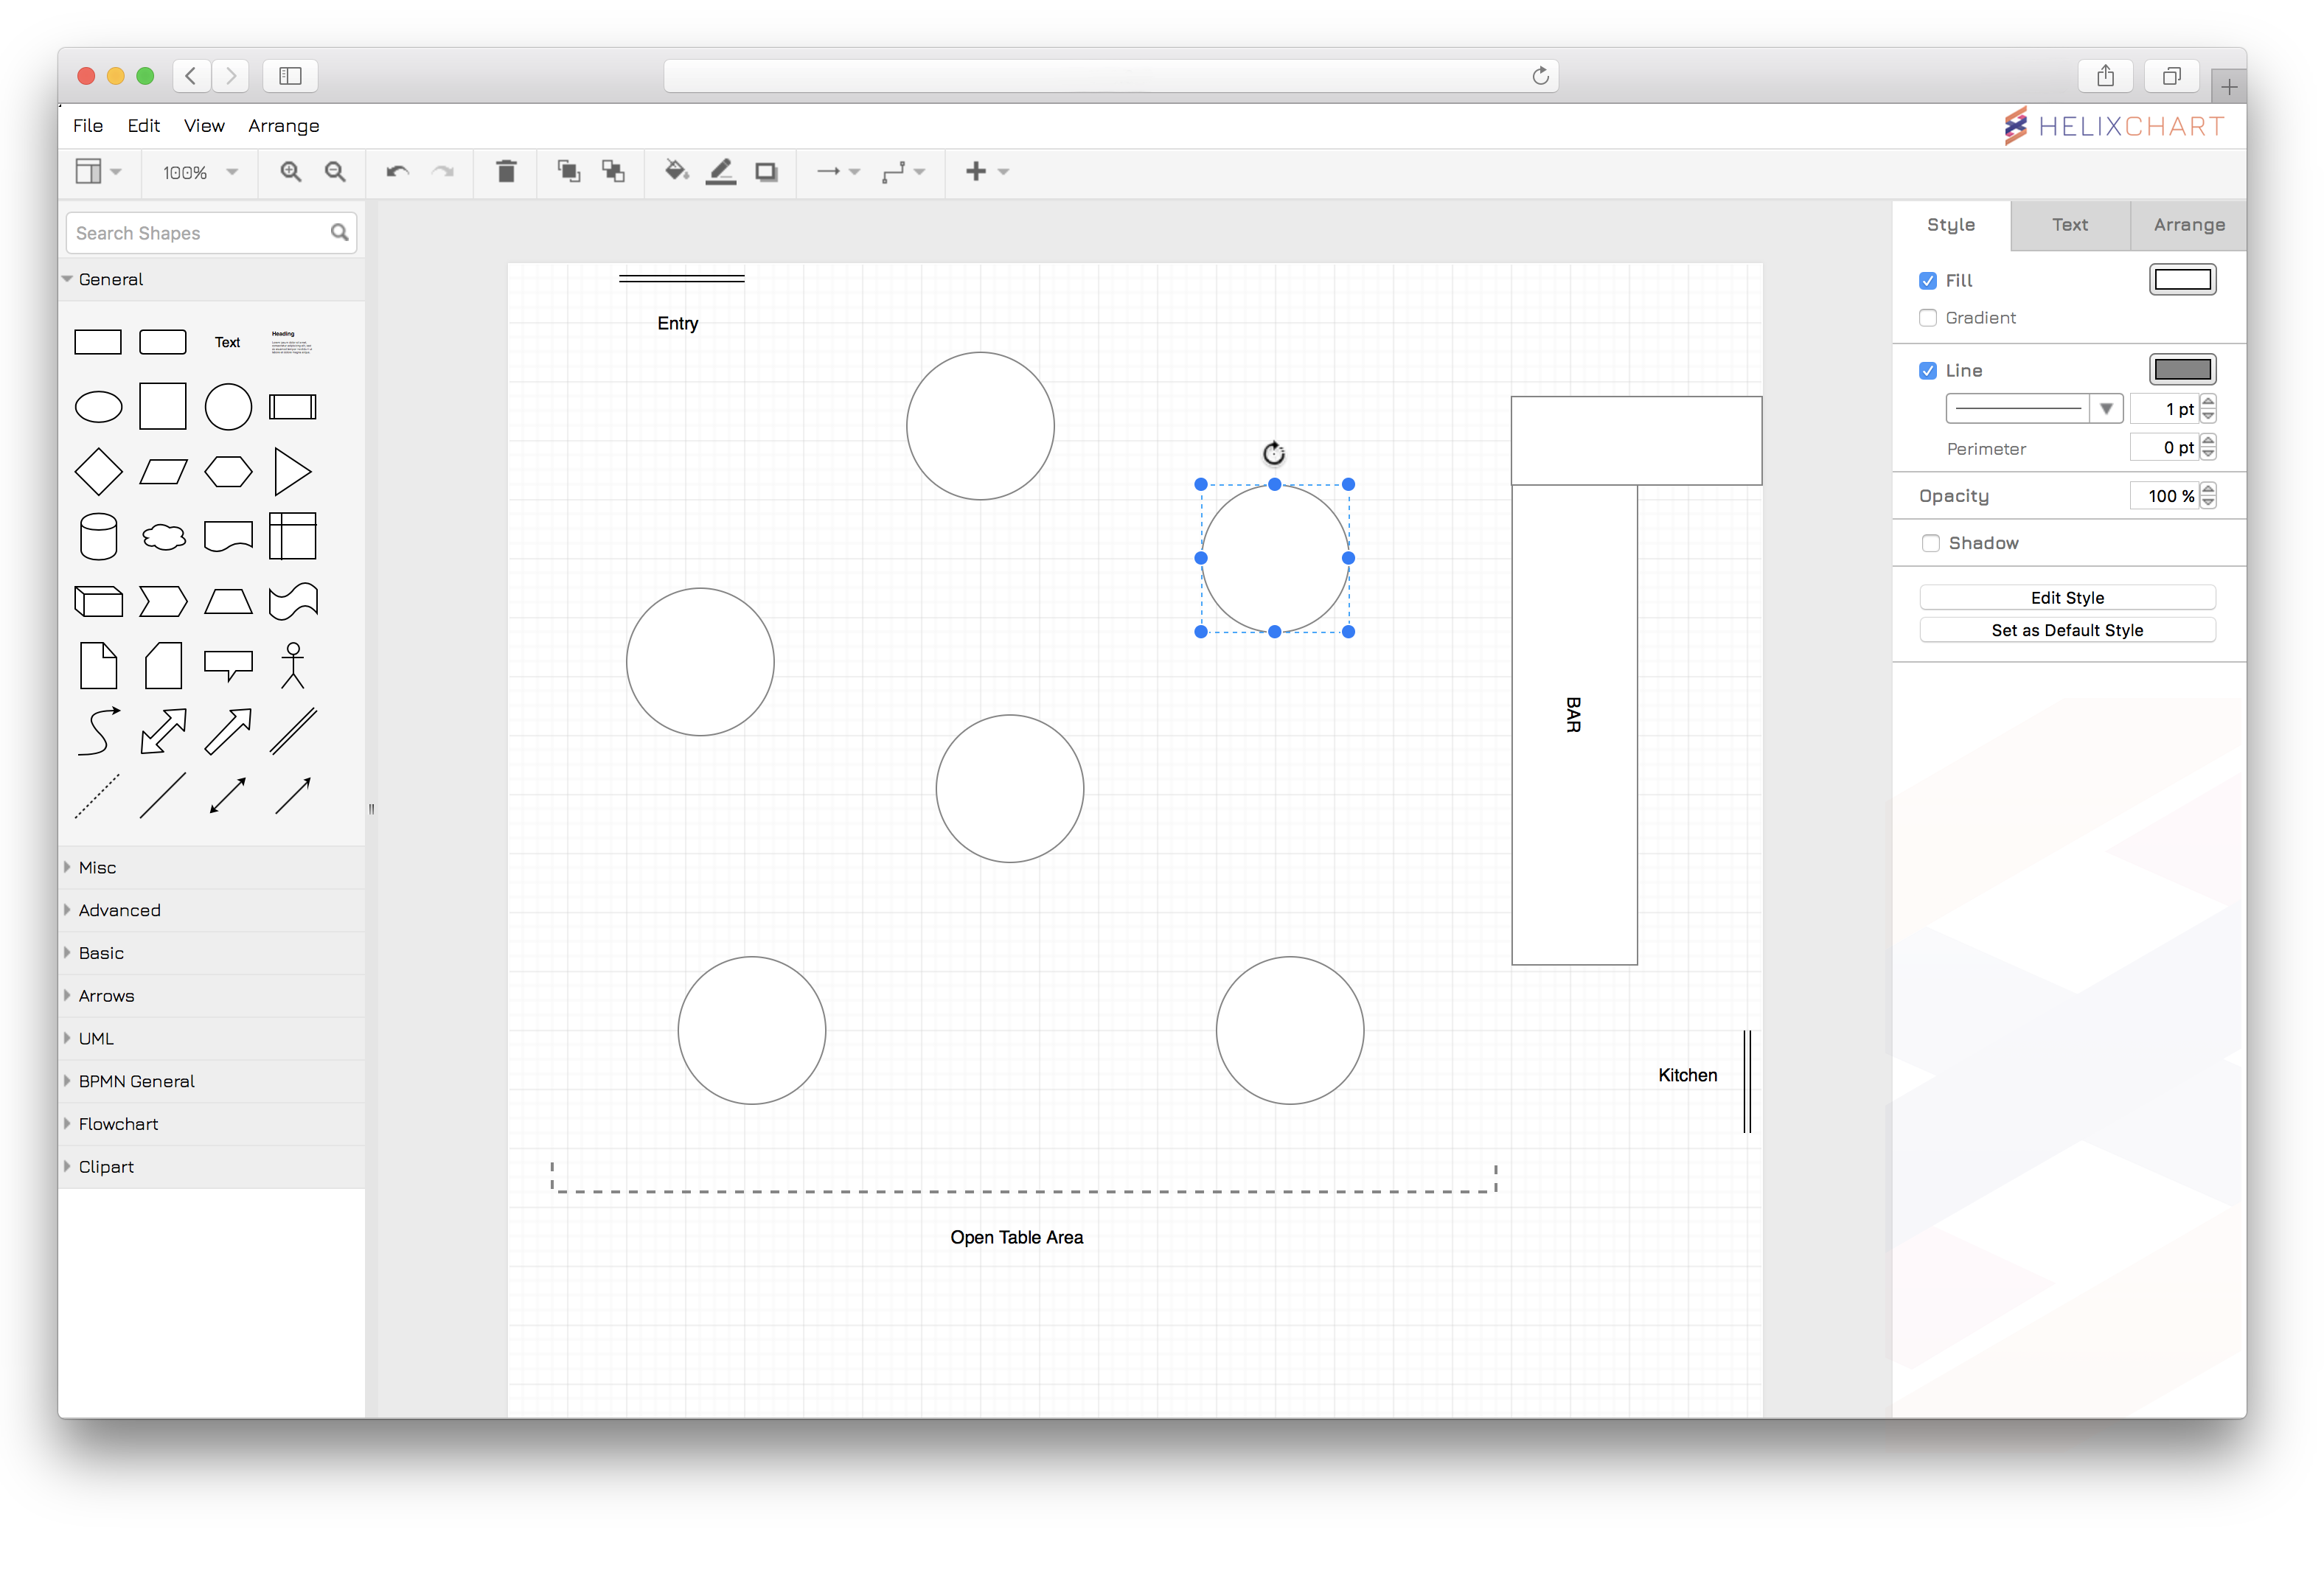 File Edit View Arrange
HELIXCHART
100%
Search Shapes
General
Text
Heading
Misc
Advanced
Basic
Arrows
UML
BPMN General
Flowchart
Clipart
Entry
BAR
Kitchen
Open Table Area
Style Text Arrange
Fill
Gradient
Line
1 pt
Perimeter 0 pt
Opacity 100 %
Shadow
Edit Style
Set as Default Style